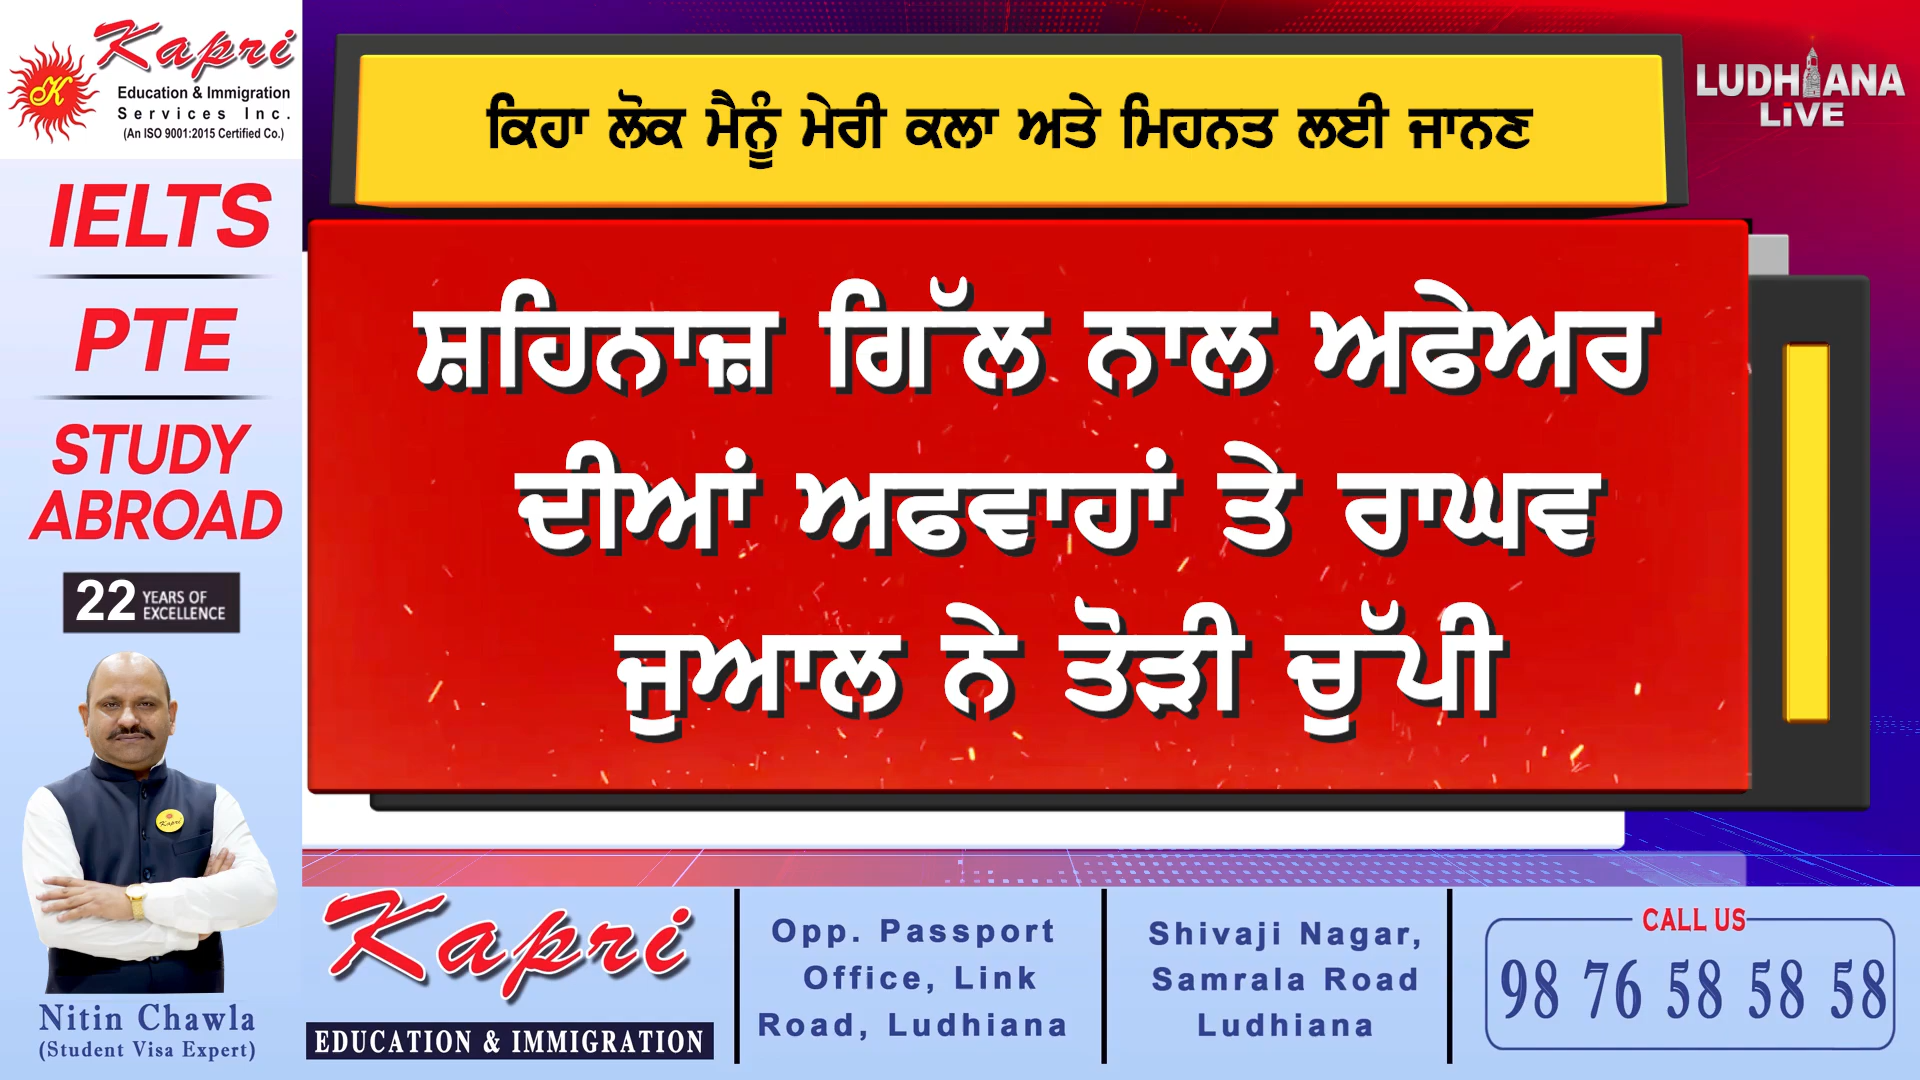 Kapri
K
Education & Immigration
Services Inc.
(An ISO 9001:2015 Certified Co.)
IELTS
PTE
STUDY
ABROAD
22 YEARS OF
EXCELLENCE
Kapri
Nitin Chawla
(Student Visa Expert)
ਕਿਹਾ ਲੋਕ ਮੈਨੂੰ ਮੇਰੀ ਕਲਾ ਅਤੇ ਮਿਹਨਤ ਲਈ ਜਾਨਣ
LUDHIANA
LiVE
ਸ਼ਹਿਨਾਜ਼ ਗਿੱਲ ਨਾਲ ਅਫੇਅਰ
ਦੀਆਂ ਅਫਵਾਹਾਂ ਤੇ ਰਾਘਵ
ਜੁਆਲ ਨੇ ਤੋੜੀ ਚੁੱਪੀ
Kapri
EDUCATION & IMMIGRATION
Opp. Passport
Office, Link
Road, Ludhiana
Shivaji Nagar,
Samrala Road
Ludhiana
CALL US
98 76 58 58 58